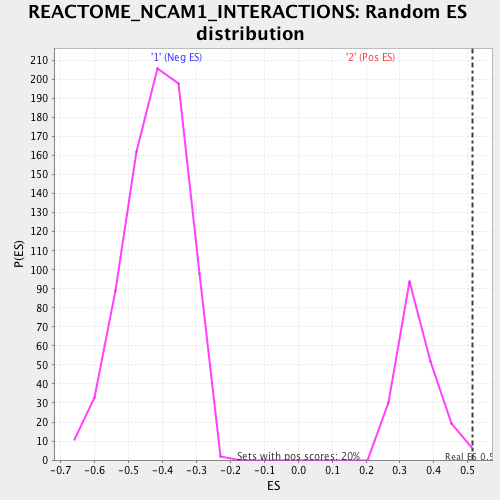 REACTOME_NCAM1_INTERACTIONS: Random ES
distribution
'1' (Neg ES) '2' (Pos ES)
210
200
190
180
170
160
150
140
130
120
110
100
90
80
70
60
50
40
30
20
10
0
P(ES)
Sets with pos scores: 20%
Real ES 0.5
-0.7 -0.6 -0.5 -0.4 -0.3 -0.2 -0.1 0.0 0.1 0.2 0.3 0.4 0.5
ES